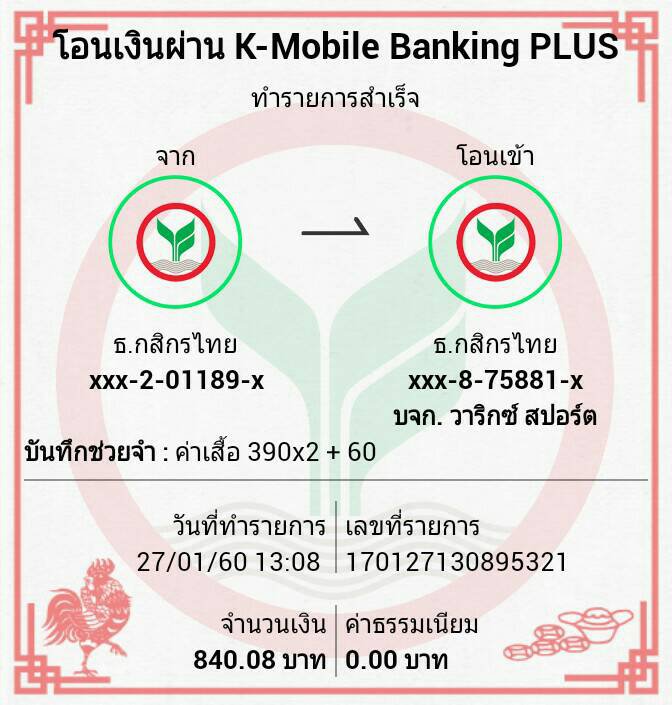 โอนเงินผ่าน K-Mobile Banking PLUS
ทำรายการสำเร็จ
จาก โอนเข้า
ธ.กสิกรไทย ธ.กสิกรไทย
xxx-2-01189-x xxx-8-75881-x
บจก. วาริกซ์ สปอร์ต
บันทึกช่วยจำ : ค่าเสื้อ 390x2 + 60
วันที่ทำรายการ เลขที่รายการ
27/01/60 13:08 170127130895321
จำนวนเงิน ค่าธรรมเนียม
840.08 บาท 0.00 บาท